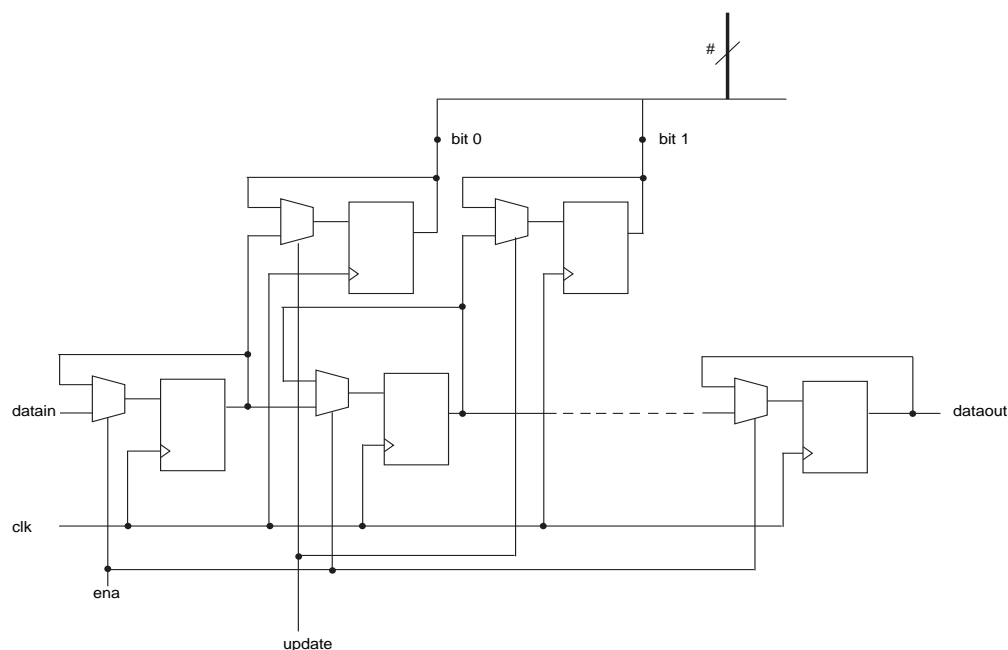 #
bit 0
bit 1
datain
dataout
clk
ena
update